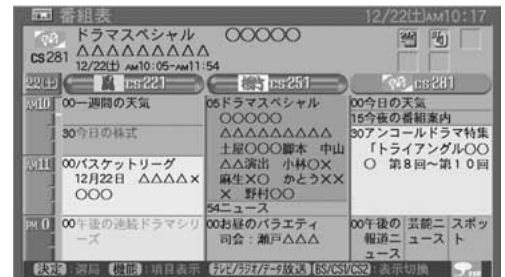 番組表 12/22(土)AM10:17
ドラマスペシャル ○○○○○
CS281 △△△△△△△△△
12/22(土) AM10:05~AM11:54
22(土) CS221 CS251 CS281
AM10 00一週間の天気
30今日の株式
AM11 00バスケットリーグ
12月22日 △△△△×
○○○
PM 0 00午後の連続ドラマシリ
ーズ
05ドラマスペシャル
○○○○○
△△△△△△△△△
土屋○○○脚本 中山
△△演出 小林○×
麻生×○ かとう××
× 野村○○
54ニュース
00お昼のバラエティ
司会:瀬戸△△△
00今日の天気
15今夜の番組案内
30アンコールドラマ特集
「トライアングル○○
○ 第8回~第10回
00午後の 芸能ニ スポッ
報道ニ ュース ト
ュース
決定:選局 機能:項目表示 テレビ/ラジオ/データ放送 BS/CS1/CS2:表示切換